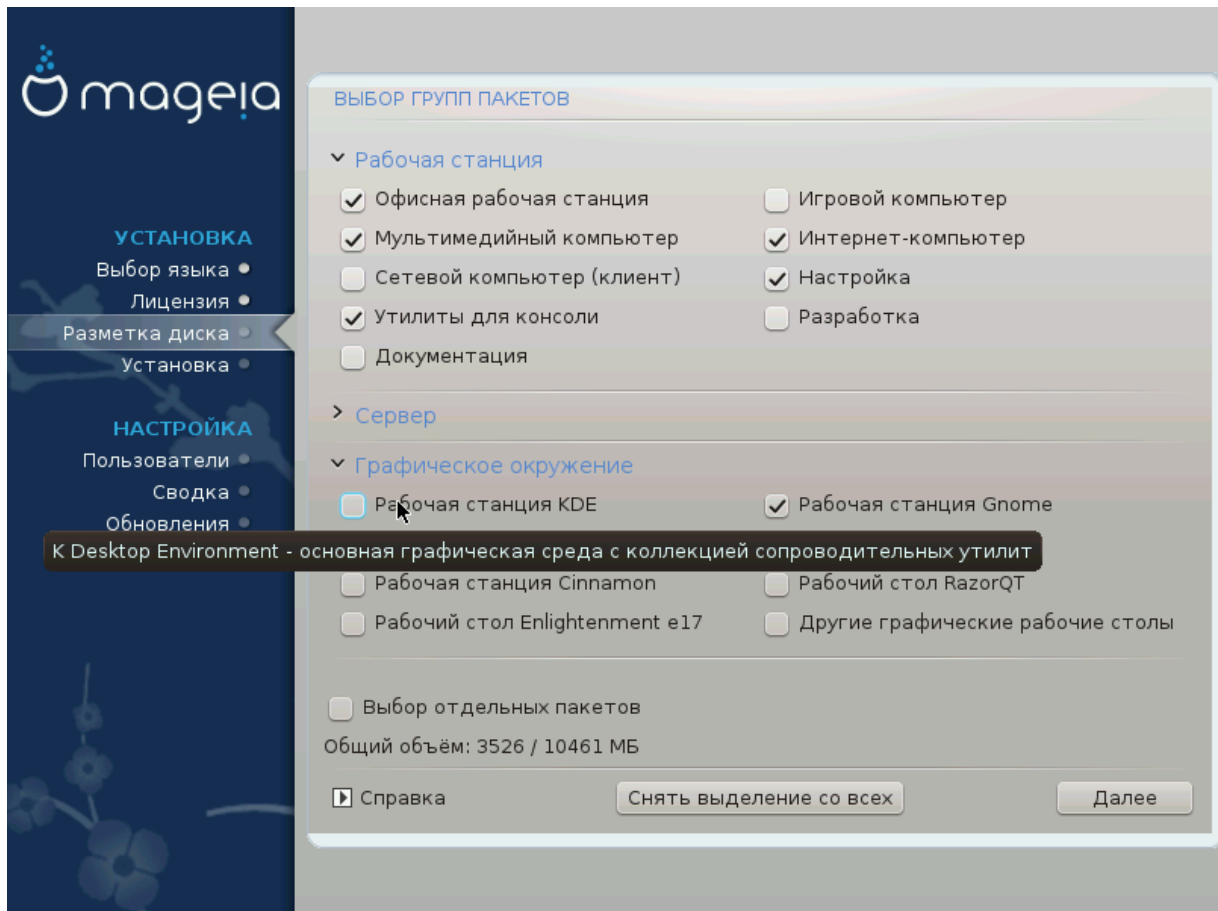 mageia
УСТАНОВКА
Выбор языка
Лицензия
Разметка диска
Установка
НАСТРОЙКА
Пользователи
Сводка
Обновления
ВЫБОР ГРУПП ПАКЕТОВ
Рабочая станция
Офисная рабочая станция
Игровой компьютер
Мультимедийный компьютер
Интернет-компьютер
Сетевой компьютер (клиент)
Настройка
Утилиты для консоли
Разработка
Документация
Сервер
Графическое окружение
Рабочая станция KDE
Рабочая станция Gnome
K Desktop Environment - основная графическая среда с коллекцией сопроводительных утилит
Рабочая станция Cinnamon
Рабочий стол RazorQT
Рабочий стол Enlightenment e17
Другие графические рабочие столы
Выбор отдельных пакетов
Общий объём: 3526 / 10461 МБ
Справка
Снять выделение со всех
Далее